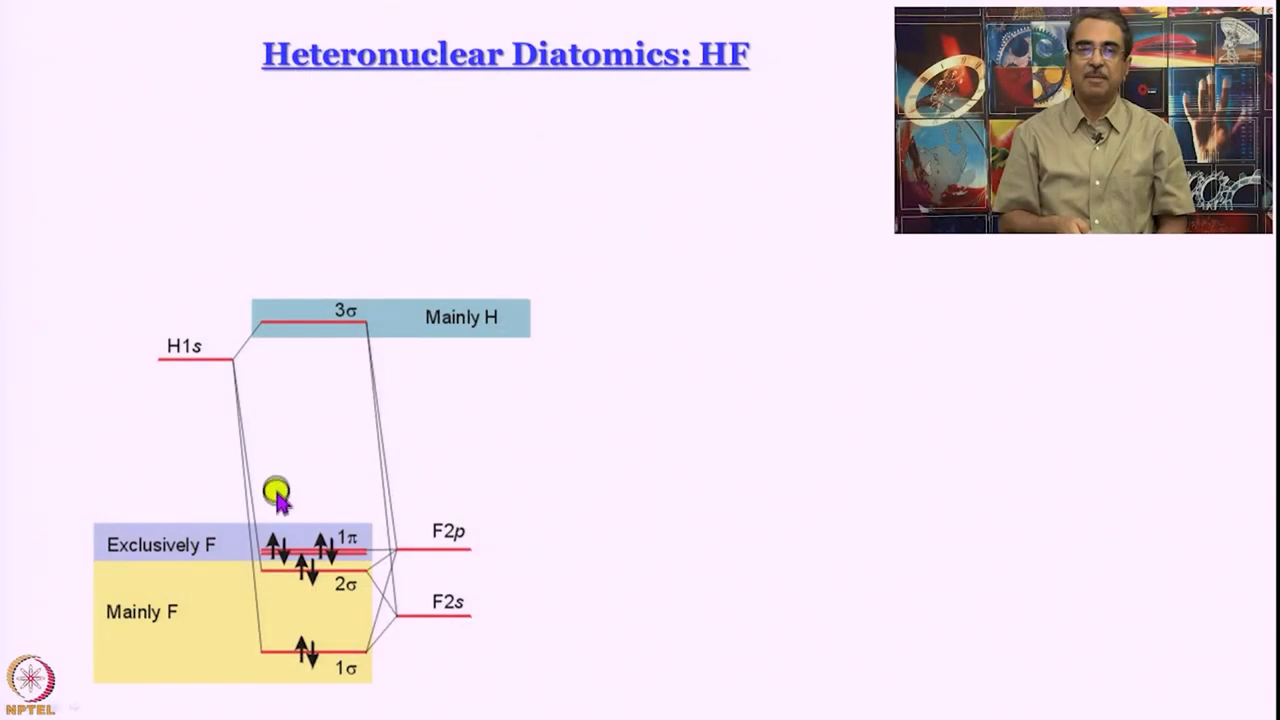 Heteronuclear Diatomics: HF
3σ
Mainly H
H1s
Exclusively F
1π
F2p
2σ
Mainly F
F2s
1σ
NPTEL